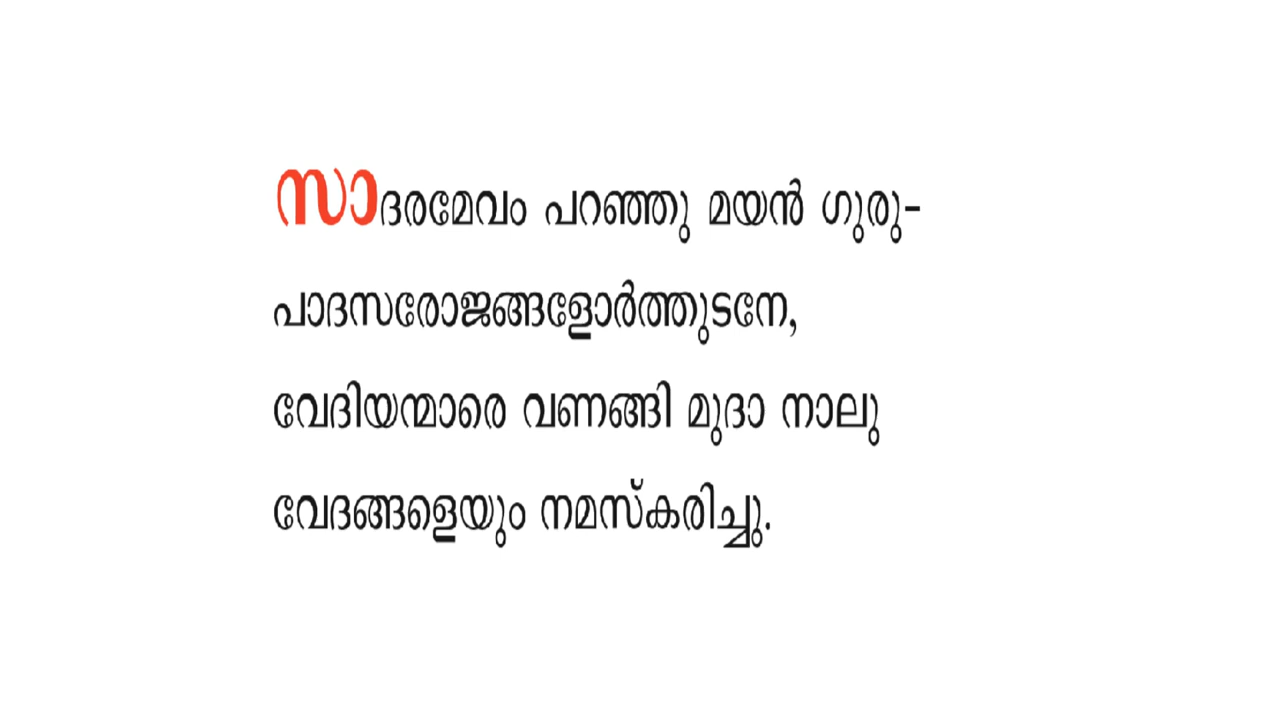 സാദരമേവം പറഞ്ഞു മയൻ ഗുരു-
പാദസരോജങ്ങളോർത്തുടനേ,
വേദിയന്മാരെ വണങ്ങി മുദാ നാലു
വേദങ്ങളെയും നമസ്കരിച്ചു.